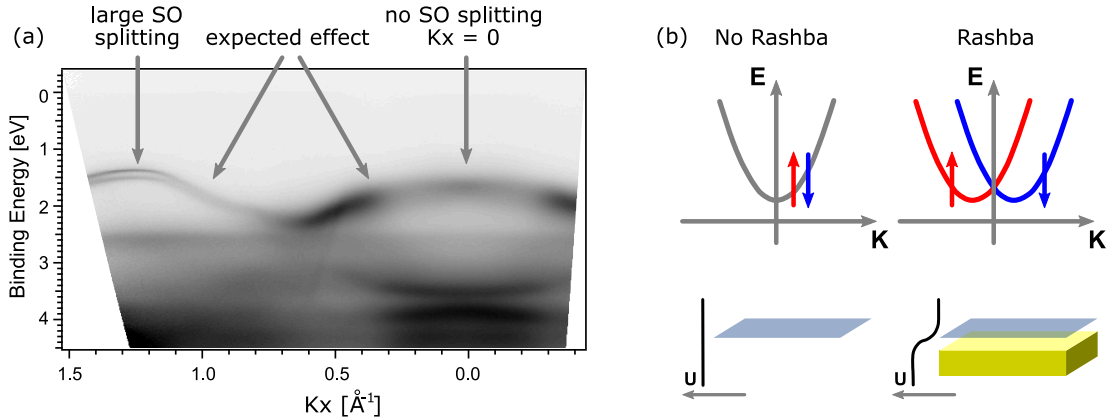 (a)
large SO
splitting
expected effect
no SO splitting
Kx = 0
Binding Energy [eV]
0
1
2
3
4
1.5
1.0
0.5
0.0
Kx [Å⁻¹]
(b)
No Rashba
Rashba
E
K
E
K
U
U